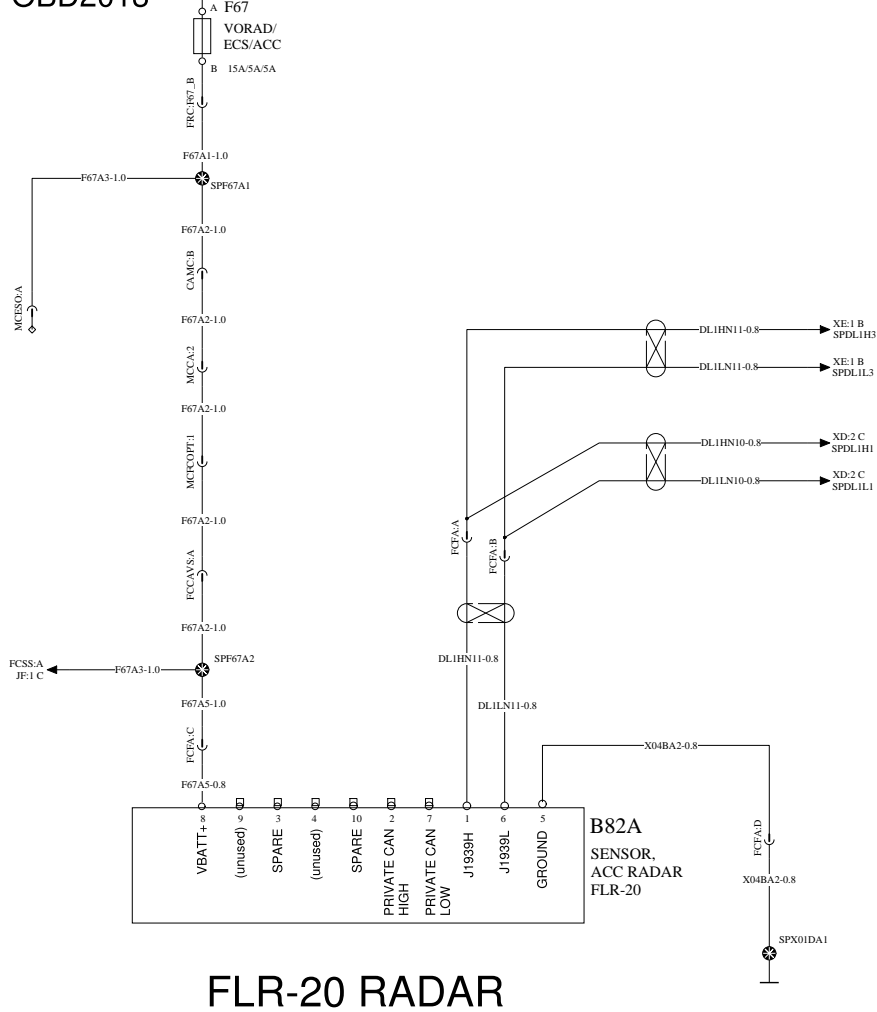 OBD2018
A F67
VORAD/
ECS/ACC
B 15A/5A/5A
FRC:F67_B
F67A1-1.0
F67A3-1.0
SPF67A1
F67A2-1.0
CAMC:B
MCESO:A
F67A2-1.0
MCCA:2
F67A2-1.0
MCFCOPT:1
F67A2-1.0
FCCAVS:A
F67A2-1.0
SPF67A2
FCSS:A
JF:1 C
F67A3-1.0
F67A5-1.0
FCFA:C
F67A5-0.8
DL1HN11-0.8
XE:1 B
SPDL1H3
DL1LN11-0.8
XE:1 B
SPDL1L3
DL1HN10-0.8
XD:2 C
SPDL1H1
DL1LN10-0.8
XD:2 C
SPDL1L1
FCFA:A
FCFA:B
DL1HN11-0.8
DL1LN11-0.8
X04BA2-0.8
FCFA:D
X04BA2-0.8
SPX01DA1
8 9 3 4 10 2 7 1 6 5
VBATT+
(unused)
SPARE
(unused)
SPARE
PRIVATE CAN
HIGH
PRIVATE CAN
LOW
J1939H
J1939L
GROUND
B82A
SENSOR,
ACC RADAR
FLR-20
FLR-20 RADAR